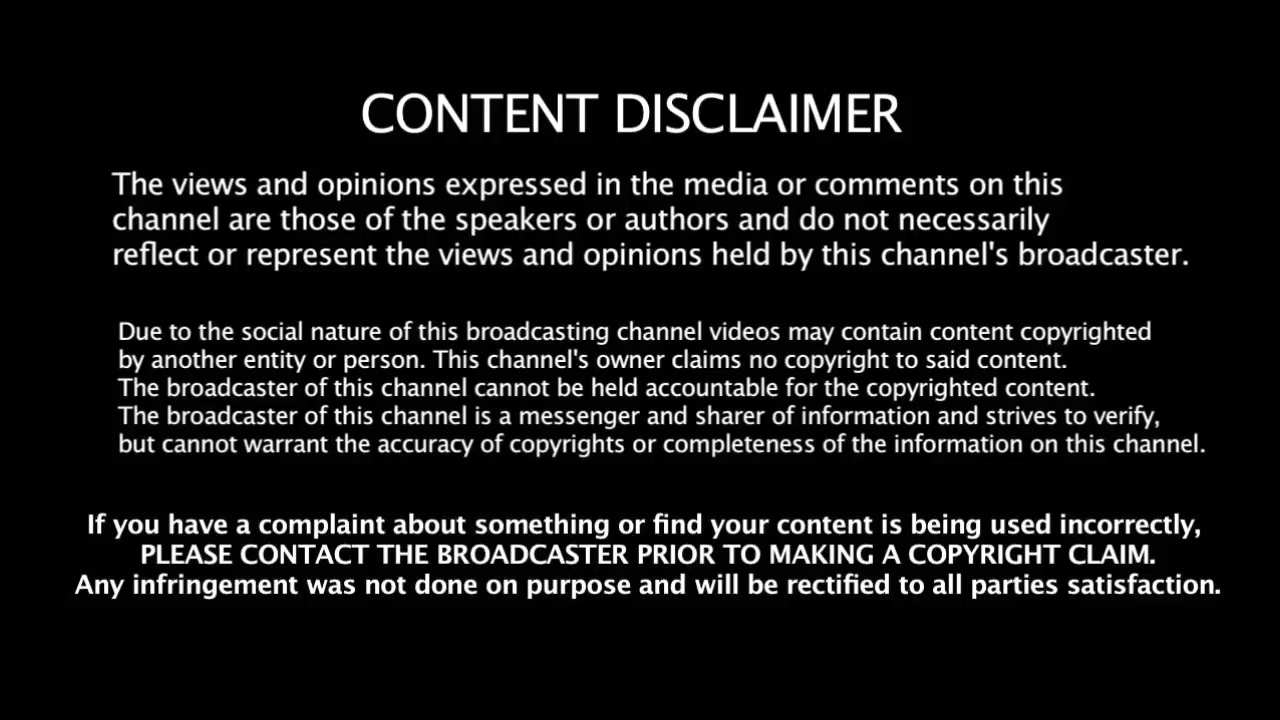 CONTENT DISCLAIMER
The views and opinions expressed in the media or comments on this
channel are those of the speakers or authors and do not necessarily
reflect or represent the views and opinions held by this channel's broadcaster.
Due to the social nature of this broadcasting channel videos may contain content copyrighted
by another entity or person. This channel's owner claims no copyright to said content.
The broadcaster of this channel cannot be held accountable for the copyrighted content.
The broadcaster of this channel is a messenger and sharer of information and strives to verify,
but cannot warrant the accuracy of copyrights or completeness of the information on this channel.
If you have a complaint about something or find your content is being used incorrectly,
PLEASE CONTACT THE BROADCASTER PRIOR TO MAKING A COPYRIGHT CLAIM.
Any infringement was not done on purpose and will be rectified to all parties satisfaction.